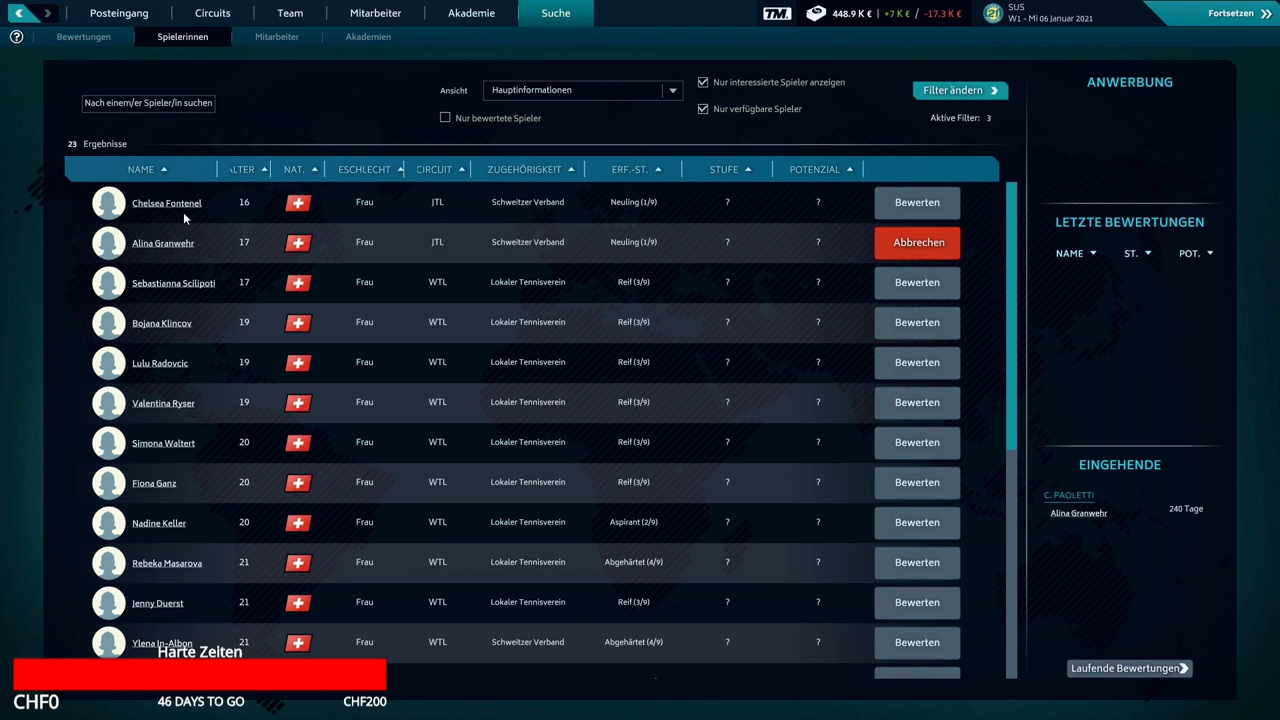 Posteingang Circuits Team Mitarbeiter Akademie Suche TM. 448.9 K € / +7 K € / -17.3 K € 21 SUS
W1 - Mi 06 Januar 2021 Fortsetzen
? Bewertungen Spielerinnen Mitarbeiter Akademien
Nach einem/er Spieler/in suchen
Ansicht Hauptinformationen
Nur bewertete Spieler
Nur interessierte Spieler anzeigen
Nur verfügbare Spieler
Filter ändern
Aktive Filter: 3
23 Ergebnisse
NAME LTER NAT. ESCHLECHT CIRCUIT ZUGEHÖRIGKEIT ERF.-ST. STUFE POTENZIAL
Chelsea Fontenel 16 Frau JTL Schweitzer Verband Neuling (1/9) ? ? Bewerten
Alina Granwehr 17 Frau JTL Schweitzer Verband Neuling (1/9) ? ? Abbrechen
Sebastianna Scilipoti 17 Frau WTL Lokaler Tennisverein Reif (3/9) ? ? Bewerten
Bojana Klincov 19 Frau WTL Lokaler Tennisverein Reif (3/9) ? ? Bewerten
Lulu Radovcic 19 Frau WTL Lokaler Tennisverein Reif (3/9) ? ? Bewerten
Valentina Ryser 19 Frau WTL Lokaler Tennisverein Reif (3/9) ? ? Bewerten
Simona Waltert 20 Frau WTL Lokaler Tennisverein Reif (3/9) ? ? Bewerten
Fiona Ganz 20 Frau WTL Lokaler Tennisverein Reif (3/9) ? ? Bewerten
Nadine Keller 20 Frau WTL Lokaler Tennisverein Aspirant (2/9) ? ? Bewerten
Rebeka Masarova 21 Frau WTL Lokaler Tennisverein Abgehärtet (4/9) ? ? Bewerten
Jenny Duerst 21 Frau WTL Lokaler Tennisverein Reif (3/9) ? ? Bewerten
Ylena In-Albon 21 Frau WTL Schweitzer Verband Abgehärtet (4/9) ? ? Bewerten
ANWERBUNG
LETZTE BEWERTUNGEN
NAME ST. POT.
EINGEHENDE
C. PAOLETTI
Alina Granwehr 240 Tage
Laufende Bewertungen
Harte Zeiten
CHF0 46 DAYS TO GO CHF200